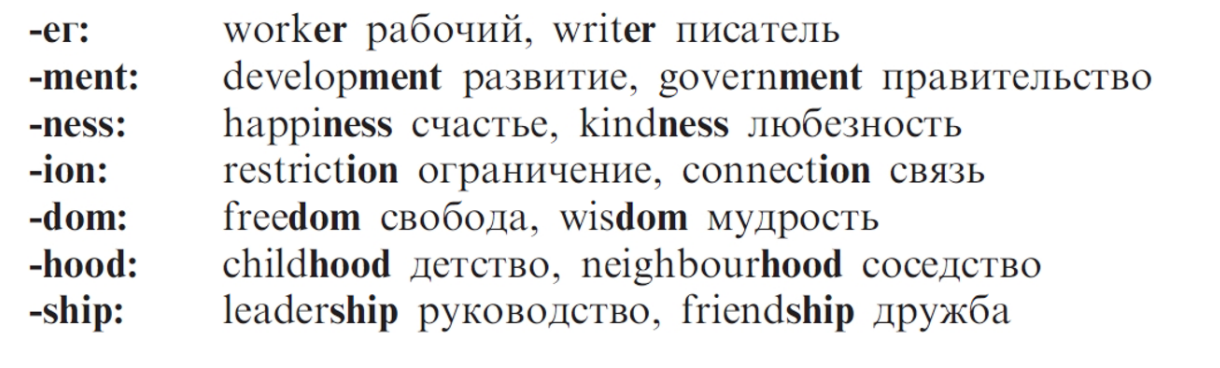 -er: worker рабочий, writer писатель
-ment: development развитие, government правительство
-ness: happiness счастье, kindness любезность
-ion: restriction ограничение, connection связь
-dom: freedom свобода, wisdom мудрость
-hood: childhood детство, neighbourhood соседство
-ship: leadership руководство, friendship дружба